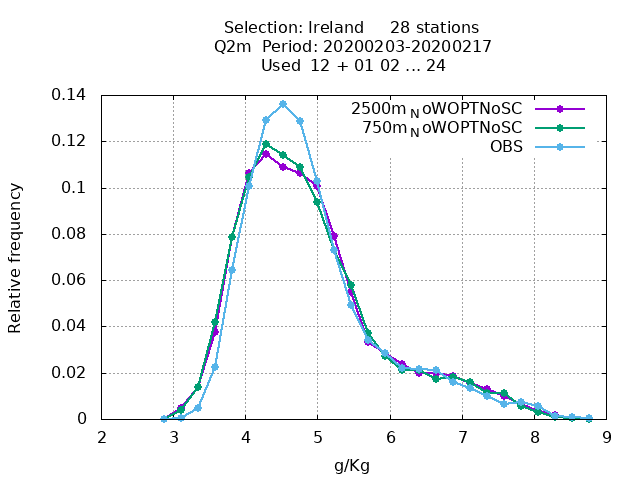 Selection: Ireland     28 stations
Q2m  Period: 20200203-20200217
Used  12 + 01 02 ... 24
0.14
0.12
0.1
0.08
0.06
0.04
0.02
0
Relative frequency
2500mNoWOPTNoSC
750mNoWOPTNoSC
OBS
2 3 4 5 6 7 8 9
g/Kg